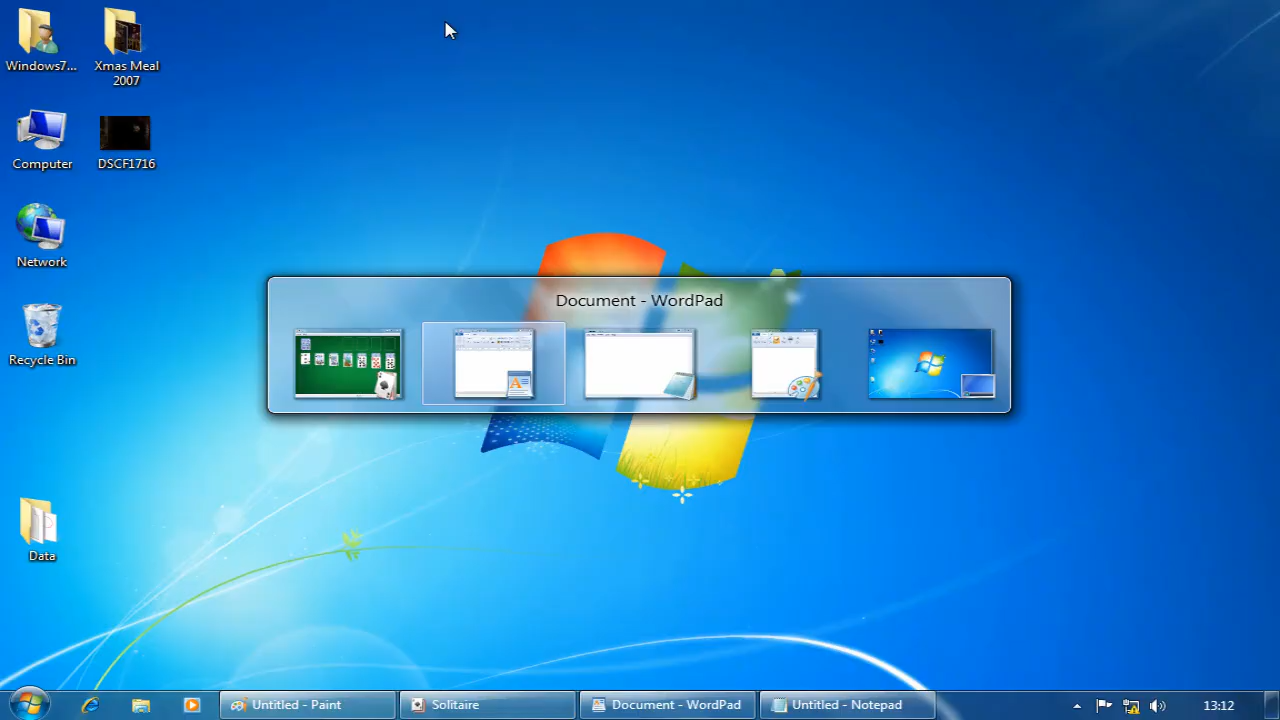 Windows7...
Xmas Meal
2007
Computer
DSCF1716
Network
Recycle Bin
Data
Document - WordPad
Untitled - Paint
Solitaire
Document - WordPad
Untitled - Notepad
13:12